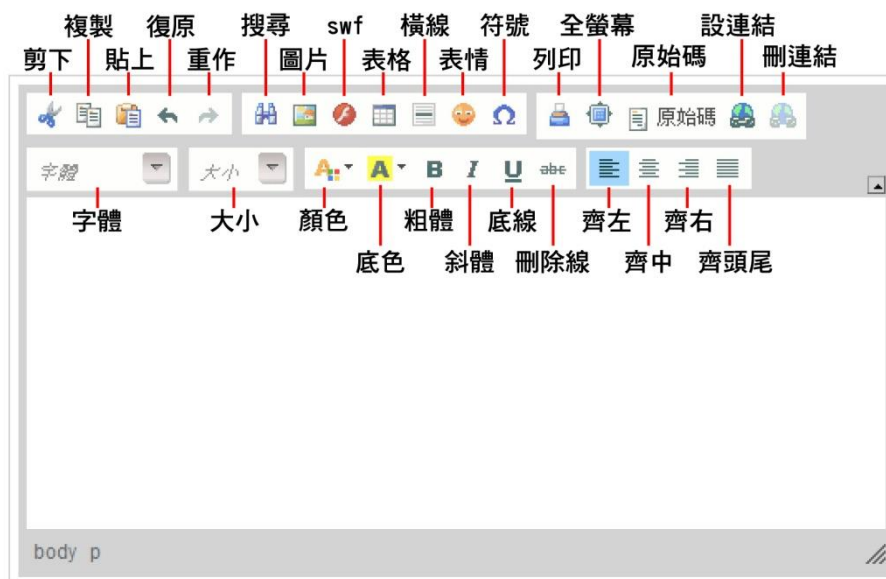 複製 復原 搜尋 swf 橫線 符號 全螢幕 設連結
剪下 貼上 重作 圖片 表格 表情 列印 原始碼 刪連結
原始碼
字體 大小 A A B I U abc
字體 大小 顏色 粗體 底線 齊左 齊右
底色 斜體 刪除線 齊中 齊頭尾
body p